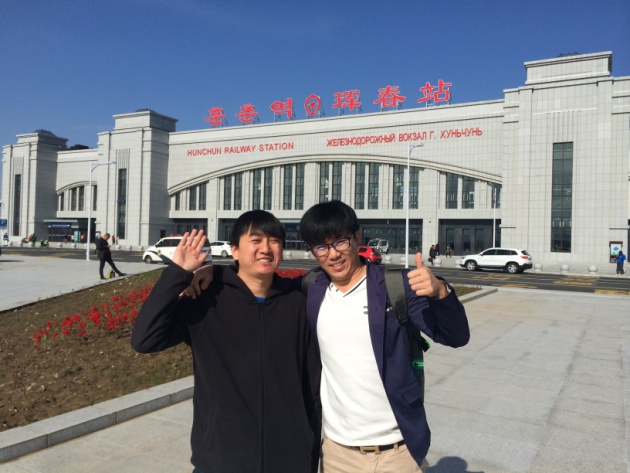 훈춘역 珲春站
HUNCHUN RAILWAY STATION
ЖЕЛЕЗНОДОРОЖНЫЙ ВОКЗАЛ Г. ХУНЬЧУНЬ